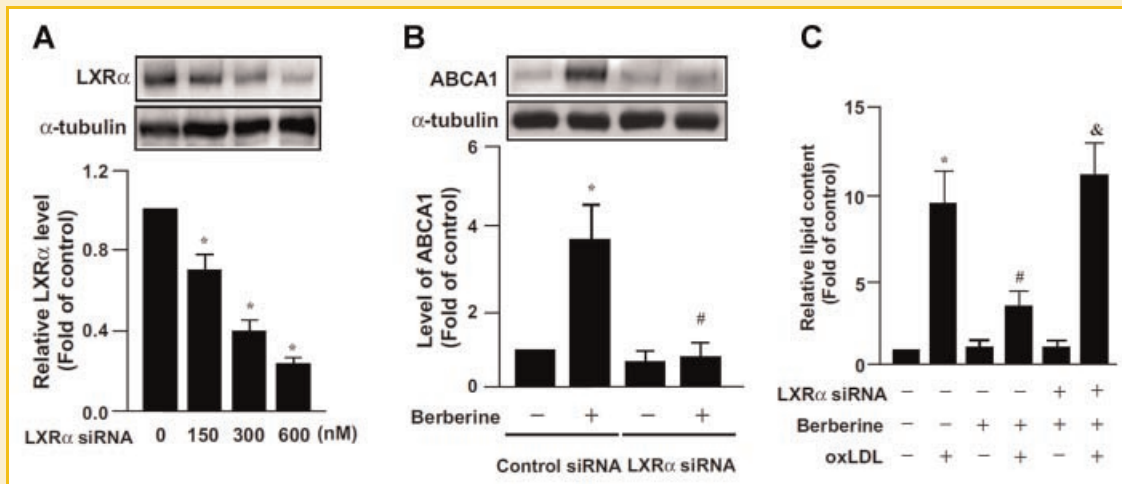 A
LXRα
α-tubulin
Relative LXRα level
(Fold of control)
1.2
0.8
0.4
0.0
*
*
*
LXRα siRNA 0 150 300 600 (nM)
B
ABCA1
α-tubulin
Level of ABCA1
(Fold of control)
6
4
2
0
*
#
Berberine − + − +
Control siRNA LXRα siRNA
C
Relative lipid content
(Fold of control)
15
10
5
0
*
#
&
LXRα siRNA − − − − + +
Berberine − − + + + +
oxLDL − + − + − +